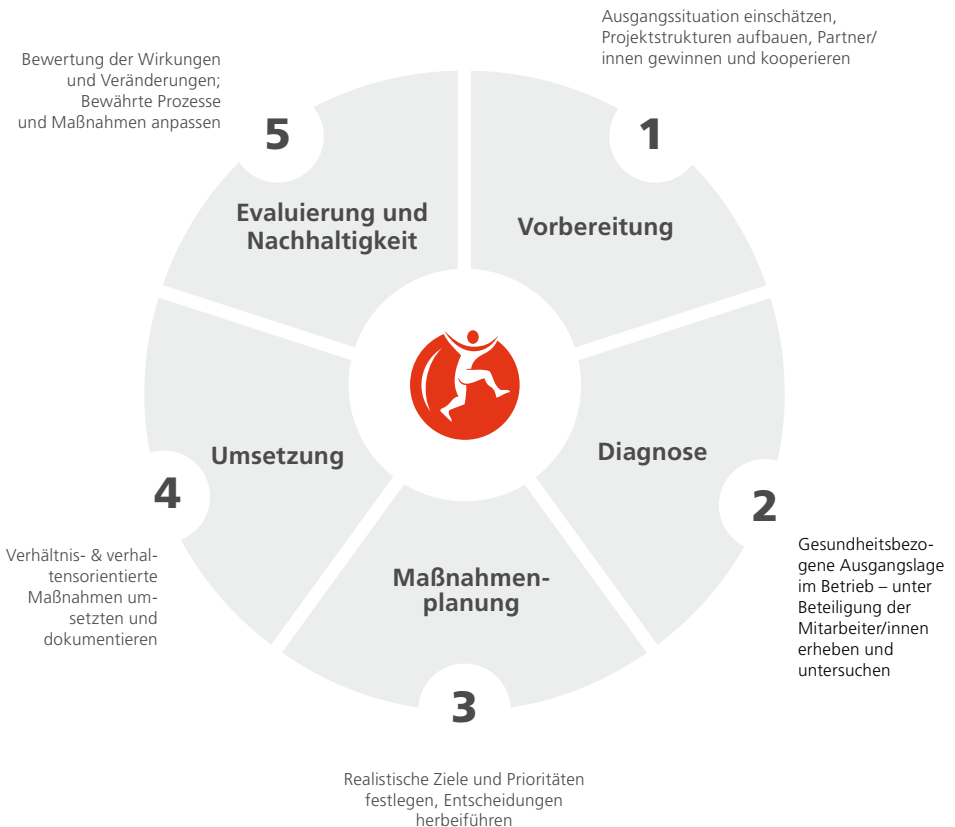 Ausgangssituation einschätzen,
Projektstrukturen aufbauen, Partner/
innen gewinnen und kooperieren
1
Vorbereitung
Diagnose
2
Gesundheitsbezo-
gene Ausgangslage
im Betrieb – unter
Beteiligung der
Mitarbeiter/innen
erheben und
untersuchen
Maßnahmen-
planung
3
Realistische Ziele und Prioritäten
festlegen, Entscheidungen
herbeiführen
Umsetzung
4
Verhältnis- & verhal-
tensorientierte
Maßnahmen um-
setzten und
dokumentieren
Bewertung der Wirkungen
und Veränderungen;
Bewährte Prozesse
und Maßnahmen anpassen
5
Evaluierung und
Nachhaltigkeit